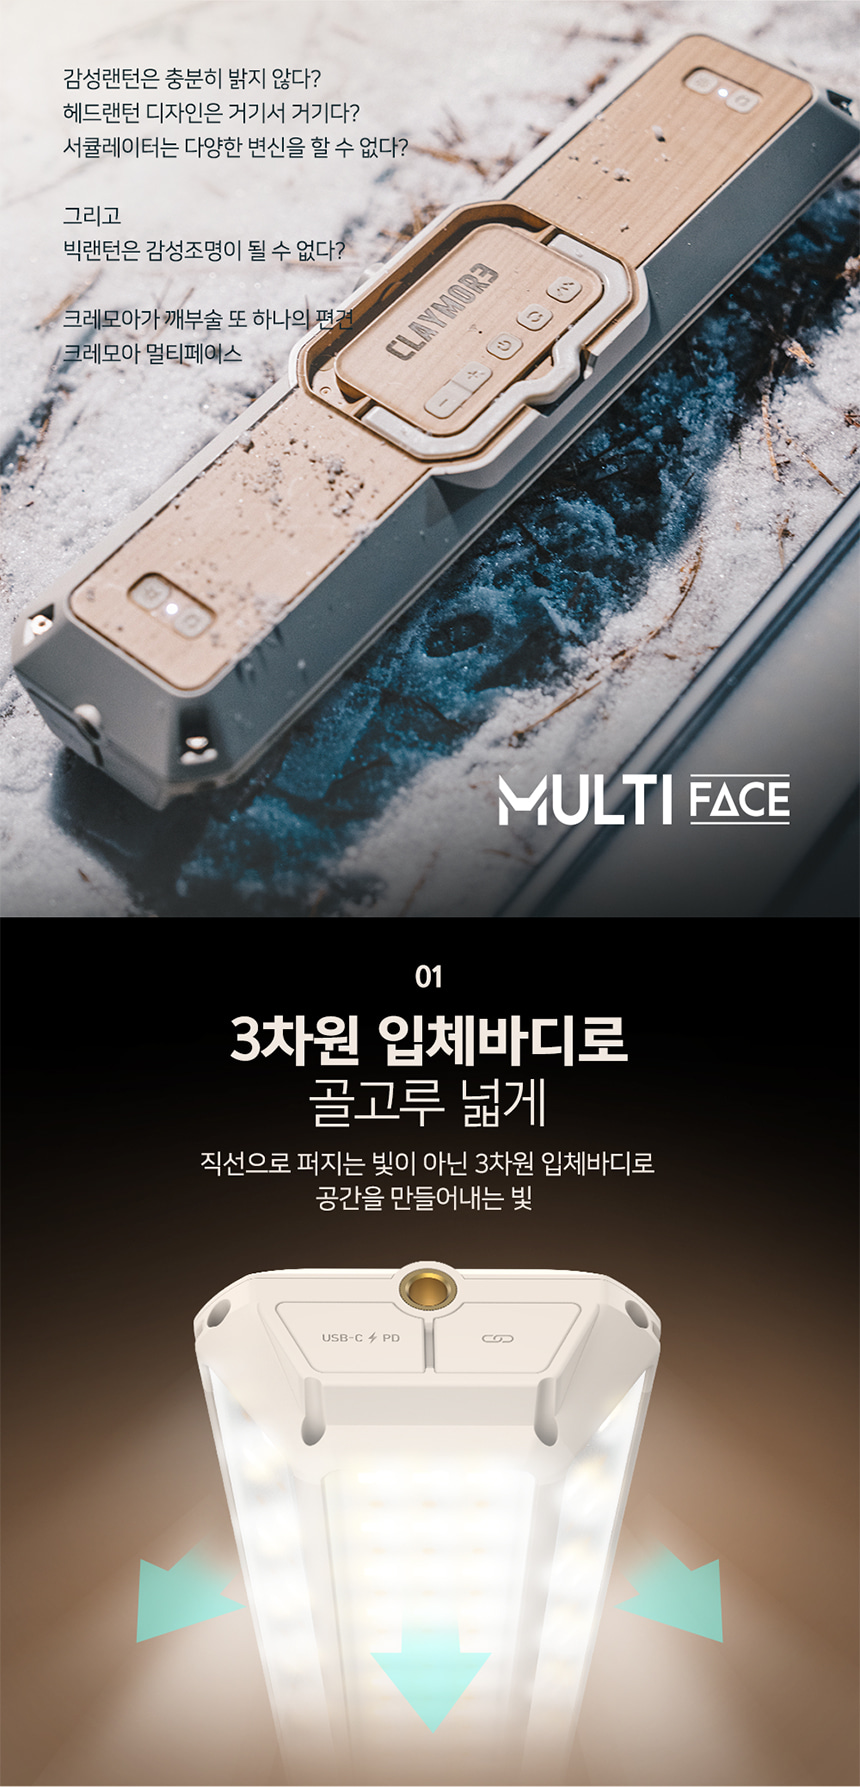 감성랜턴은 충분히 밝지 않다?
헤드랜턴 디자인은 거기서 거기다?
서큘레이터는 다양한 변신을 할 수 없다?
그리고
빅랜턴은 감성조명이 될 수 없다?
크레모아가 깨부술 또 하나의 편견
크레모아 멀티페이스
CLAYMORE
MULTI FACE
01
3차원 입체바디로
골고루 넓게
직선으로 퍼지는 빛이 아닌 3차원 입체바디로
공간을 만들어내는 빛
USB-C PD